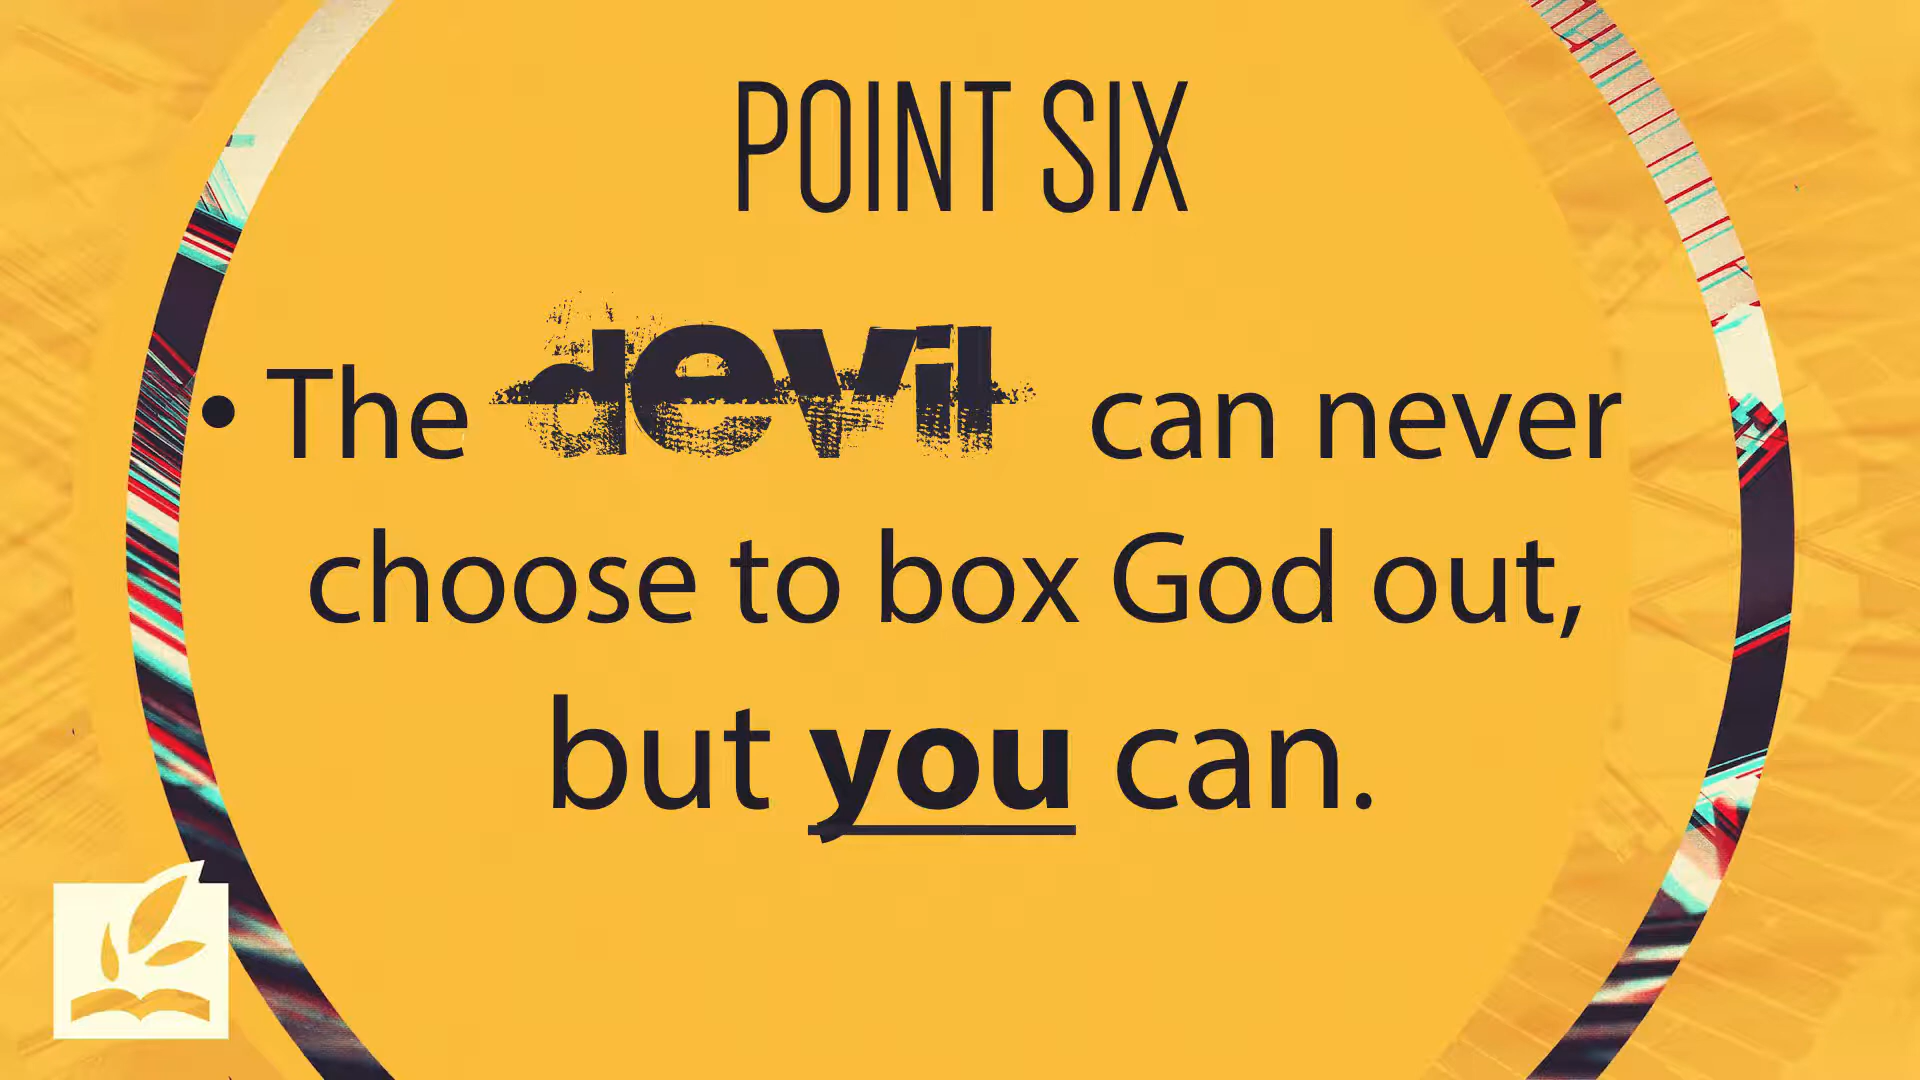 POINT SIX
• The devil can never
choose to box God out,
but you can.